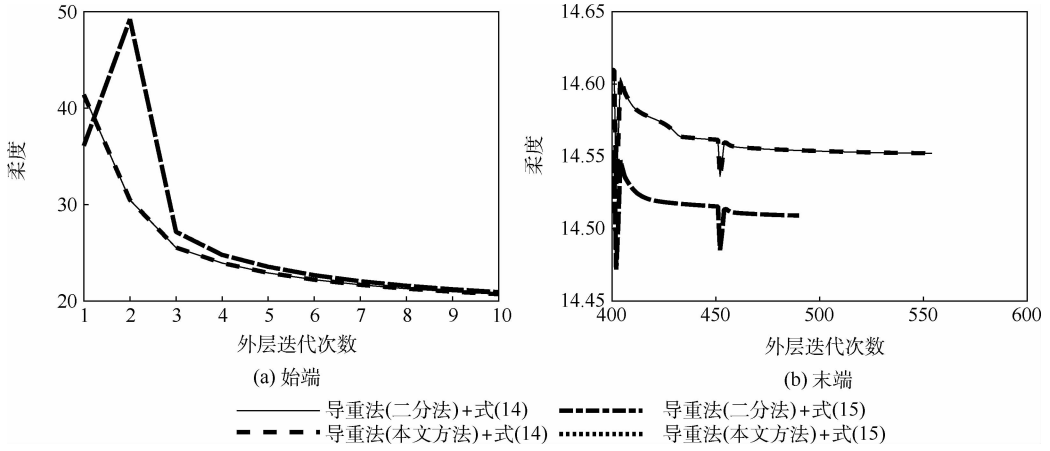 50
40
30
20
柔度
1 2 3 4 5 6 7 8 9 10
外层迭代次数
(a) 始端
14.65
14.60
14.55
14.50
14.45
柔度
400 450 500 550 600
外层迭代次数
(b) 末端
导重法(二分法)+式(14)
导重法(二分法)+式(15)
导重法(本文方法)+式(14)
导重法(本文方法)+式(15)